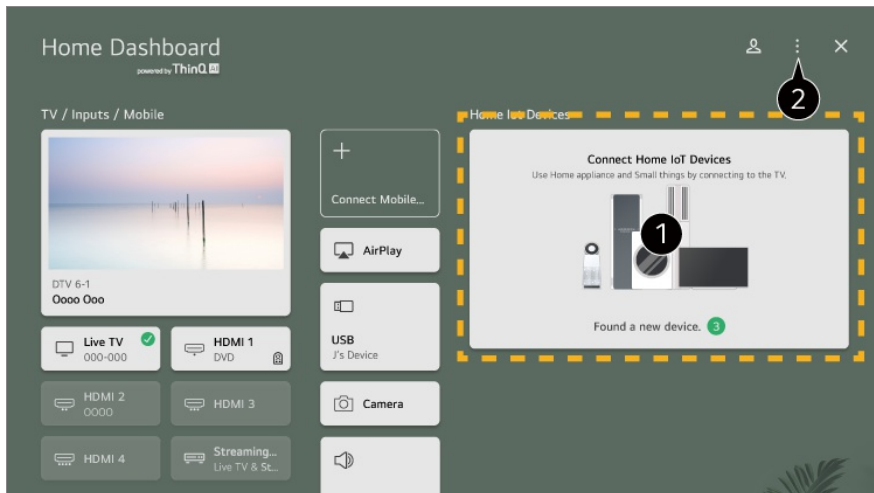 Home Dashboard
powered by ThinQ AI
2
TV / Inputs / Mobile
Home Iot Devices
Connect Mobile...
Connect Home IoT Devices
Use Home appliance and Small things by connecting to the TV.
1
AirPlay
DTV 6-1
Oooo Ooo
Found a new device. 3
Live TV
000-000
HDMI 1
DVD
USB
J's Device
HDMI 2
0000
HDMI 3
Camera
HDMI 4
Streaming...
Live TV & St...